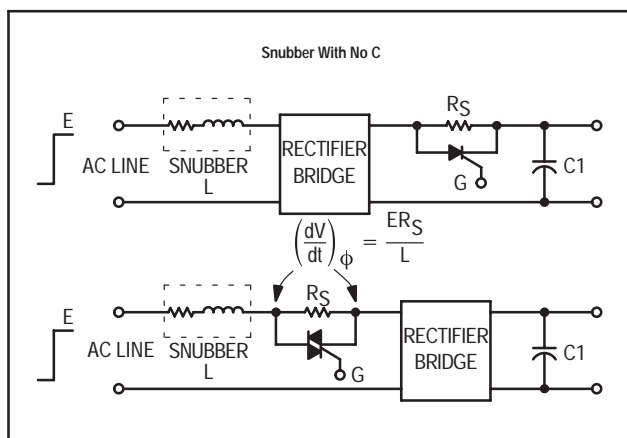 Snubber With No C
E
AC LINE
SNUBBER
L
RECTIFIER
BRIDGE
RS
G
C1
(dV/dt)ϕ = ERS/L
E
AC LINE
SNUBBER
L
RS
G
RECTIFIER
BRIDGE
C1